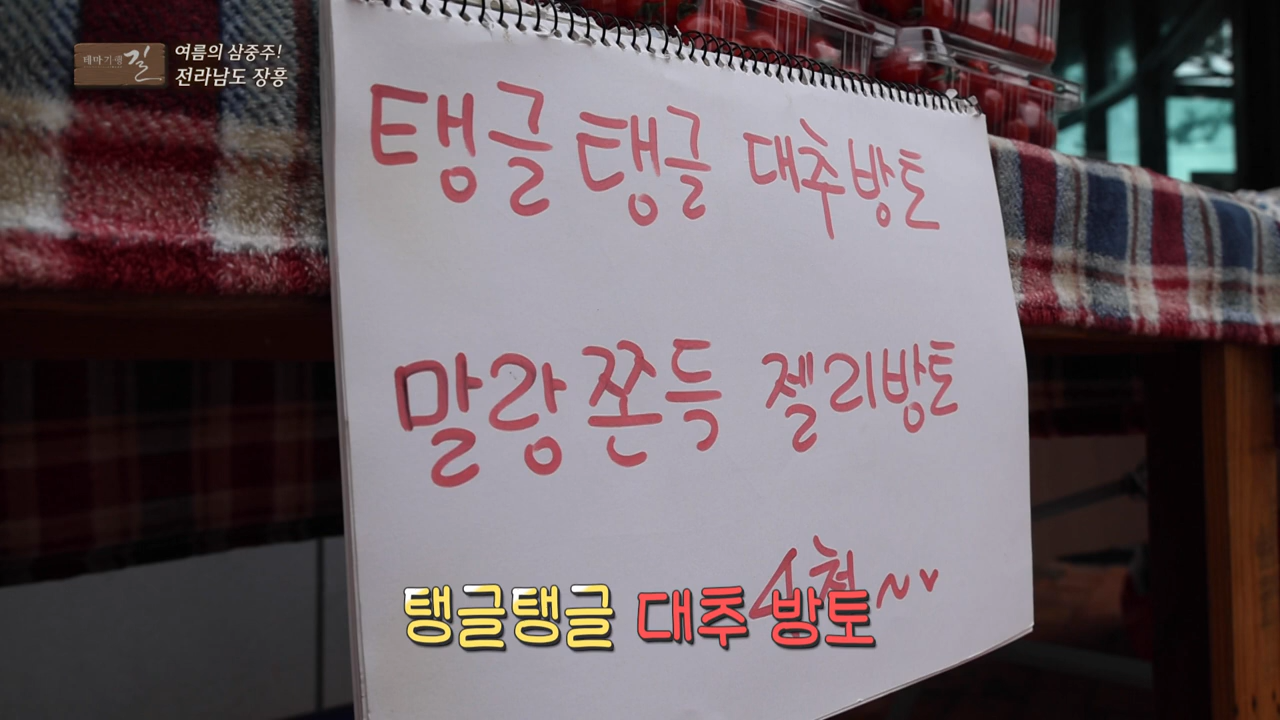 테마기행 길
여름의 삼중주!
전라남도 장흥
탱글탱글 대추방토
말랑쫀득 젤리방토
4천~
탱글탱글 대추 방토